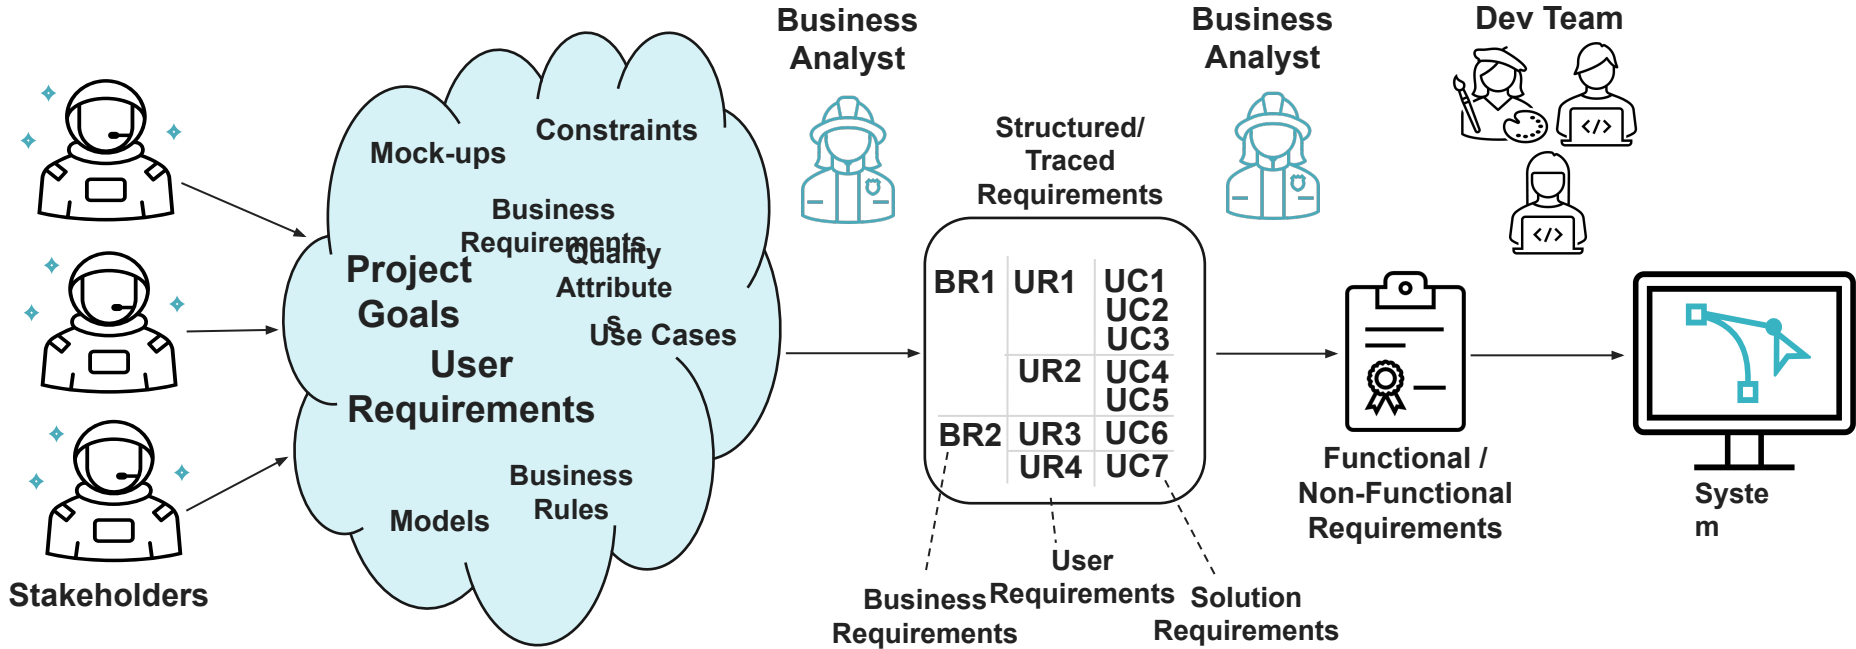 Stakeholders
Mock-ups
Constraints
Business
Requirements
Quality
Attribute
s
Project
Goals
Use Cases
User
Requirements
Business
Rules
Models
Business
Analyst
Structured/
Traced
Requirements
BR1 UR1 UC1
UC2
UC3
UR2 UC4
UC5
BR2 UR3 UC6
UR4 UC7
Business
Requirements
User
Requirements
Solution
Requirements
Business
Analyst
Functional /
Non-Functional
Requirements
Dev Team
</>
</>
Syste
m